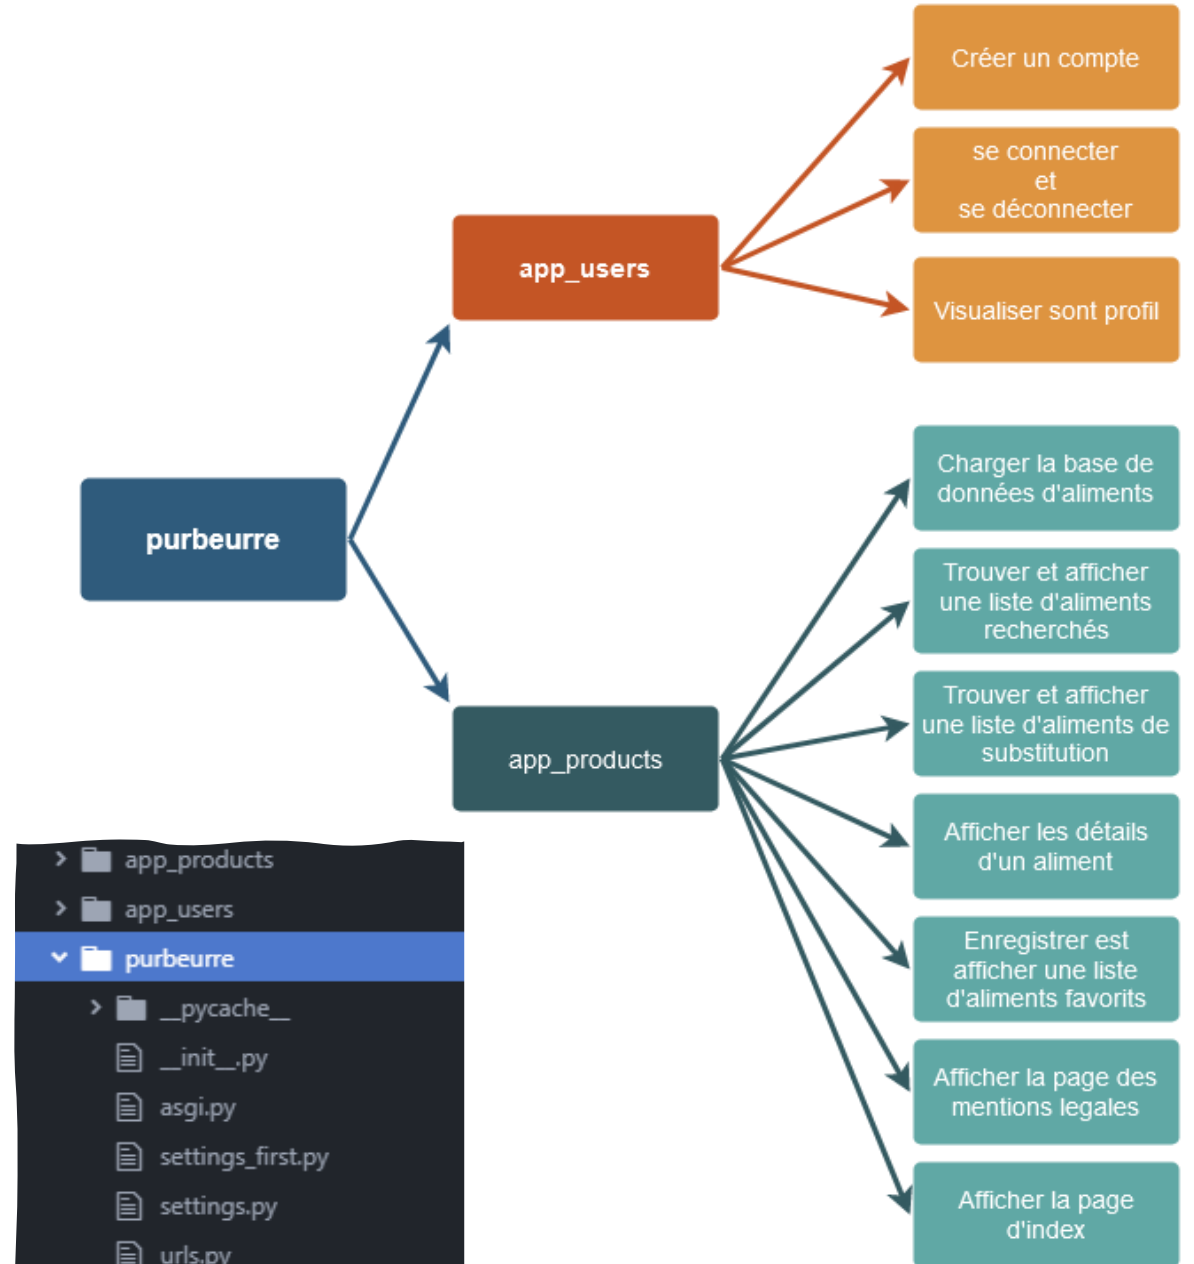 Créer un compte
se connecter
et
se déconnecter
Visualiser sont profil
app_users
purbeurre
app_products
Charger la base de
données d'aliments
Trouver et afficher
une liste d'aliments
recherchés
Trouver et afficher
une liste d'aliments de
substitution
Afficher les détails
d'un aliment
Enregistrer est
afficher une liste
d'aliments favorits
Afficher la page des
mentions legales
Afficher la page
d'index
app_products
app_users
purbeurre
__pycache__
__init__.py
asgi.py
settings_first.py
settings.py
urls.py